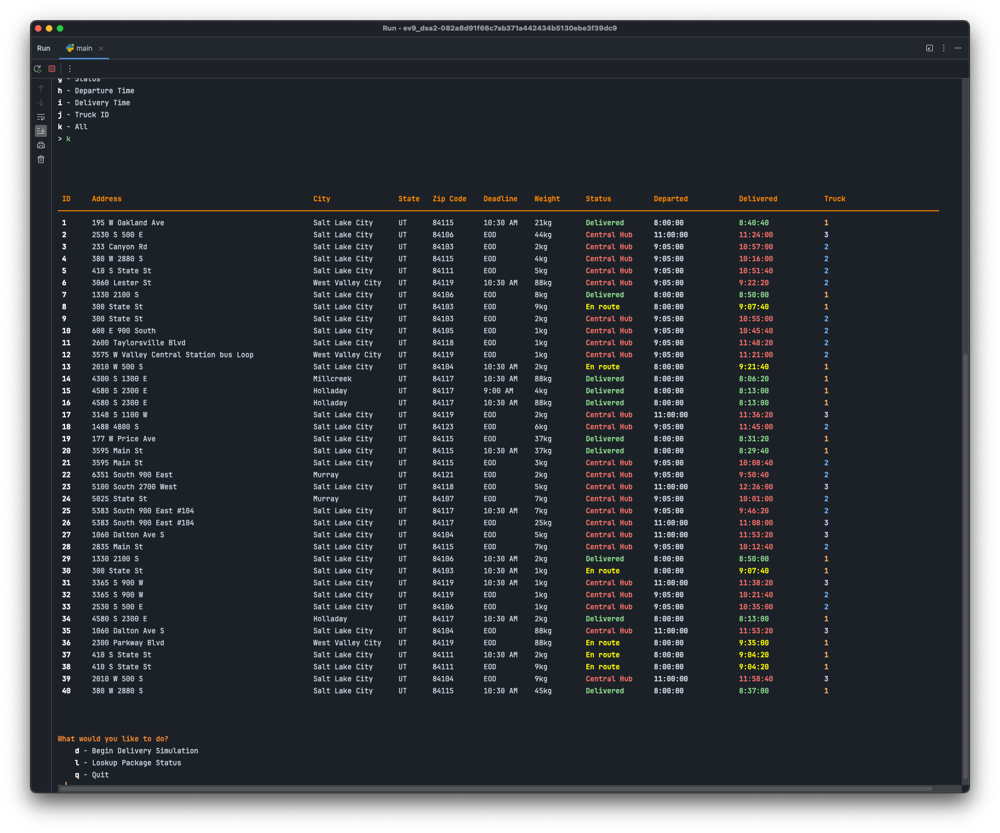 Run - ev9_dsa2-082a8d91f66c7ab371a442434b5130ebe3f39dc9
Run main
g - Status
h - Departure Time
i - Delivery Time
j - Truck ID
k - All
> k
ID Address City State Zip Code Deadline Weight Status Departed Delivered Truck
1 195 W Oakland Ave Salt Lake City UT 84115 10:30 AM 21kg Delivered 8:00:00 8:40:40 1
2 2530 S 500 E Salt Lake City UT 84106 EOD 44kg Central Hub 11:00:00 11:24:00 3
3 233 Canyon Rd Salt Lake City UT 84103 EOD 2kg Central Hub 9:05:00 10:57:00 2
4 380 W 2880 S Salt Lake City UT 84115 EOD 4kg Central Hub 9:05:00 10:16:00 2
5 410 S State St Salt Lake City UT 84111 EOD 5kg Central Hub 9:05:00 10:51:40 2
6 3060 Lester St West Valley City UT 84119 10:30 AM 88kg Central Hub 9:05:00 9:22:20 2
7 1330 2100 S Salt Lake City UT 84106 EOD 8kg Delivered 8:00:00 8:50:00 1
8 300 State St Salt Lake City UT 84103 EOD 9kg En route 8:00:00 9:07:40 1
9 300 State St Salt Lake City UT 84103 EOD 2kg Central Hub 9:05:00 10:55:00 2
10 600 E 900 South Salt Lake City UT 84105 EOD 1kg Central Hub 9:05:00 10:45:40 2
11 2600 Taylorsville Blvd Salt Lake City UT 84118 EOD 1kg Central Hub 9:05:00 11:48:20 2
12 3575 W Valley Central Station bus Loop West Valley City UT 84119 EOD 1kg Central Hub 9:05:00 11:21:00 2
13 2010 W 500 S Salt Lake City UT 84104 10:30 AM 2kg En route 8:00:00 9:21:40 1
14 4300 S 1300 E Millcreek UT 84117 10:30 AM 88kg Delivered 8:00:00 8:06:20 1
15 4580 S 2300 E Holladay UT 84117 9:00 AM 4kg Delivered 8:00:00 8:13:00 1
16 4580 S 2300 E Holladay UT 84117 10:30 AM 88kg Delivered 8:00:00 8:13:00 1
17 3148 S 1100 W Salt Lake City UT 84119 EOD 2kg Central Hub 11:00:00 11:36:20 3
18 1488 4800 S Salt Lake City UT 84123 EOD 6kg Central Hub 9:05:00 11:45:00 2
19 177 W Price Ave Salt Lake City UT 84115 EOD 37kg Delivered 8:00:00 8:31:20 1
20 3595 Main St Salt Lake City UT 84115 10:30 AM 37kg Delivered 8:00:00 8:29:40 1
21 3595 Main St Salt Lake City UT 84115 EOD 3kg Central Hub 9:05:00 10:08:40 2
22 6351 South 900 East Murray UT 84121 EOD 2kg Central Hub 9:05:00 9:50:40 2
23 5100 South 2700 West Salt Lake City UT 84118 EOD 5kg Central Hub 11:00:00 12:26:00 3
24 5025 State St Murray UT 84107 EOD 7kg Central Hub 9:05:00 10:01:00 2
25 5383 South 900 East #104 Salt Lake City UT 84117 10:30 AM 7kg Central Hub 9:05:00 9:46:20 2
26 5383 South 900 East #104 Salt Lake City UT 84117 EOD 25kg Central Hub 11:00:00 11:08:00 3
27 1060 Dalton Ave S Salt Lake City UT 84104 EOD 5kg Central Hub 11:00:00 11:53:20 3
28 2835 Main St Salt Lake City UT 84115 EOD 7kg Central Hub 9:05:00 10:12:40 2
29 1330 2100 S Salt Lake City UT 84106 10:30 AM 2kg Delivered 8:00:00 8:50:00 1
30 300 State St Salt Lake City UT 84103 10:30 AM 1kg En route 8:00:00 9:07:40 1
31 3365 S 900 W Salt Lake City UT 84119 10:30 AM 1kg Central Hub 11:00:00 11:38:20 3
32 3365 S 900 W Salt Lake City UT 84119 EOD 1kg Central Hub 9:05:00 10:21:40 2
33 2530 S 500 E Salt Lake City UT 84106 EOD 1kg Central Hub 9:05:00 10:35:00 2
34 4580 S 2300 E Holladay UT 84117 10:30 AM 2kg Delivered 8:00:00 8:13:00 1
35 1060 Dalton Ave S Salt Lake City UT 84104 EOD 88kg Central Hub 11:00:00 11:53:20 3
36 2300 Parkway Blvd West Valley City UT 84119 EOD 88kg En route 8:00:00 9:35:00 1
37 410 S State St Salt Lake City UT 84111 10:30 AM 2kg En route 8:00:00 9:04:20 1
38 410 S State St Salt Lake City UT 84111 EOD 9kg En route 8:00:00 9:04:20 1
39 2010 W 500 S Salt Lake City UT 84104 EOD 9kg Central Hub 11:00:00 11:58:40 3
40 380 W 2880 S Salt Lake City UT 84115 10:30 AM 45kg Delivered 8:00:00 8:37:00 1
What would you like to do?
d - Begin Delivery Simulation
l - Lookup Package Status
q - Quit